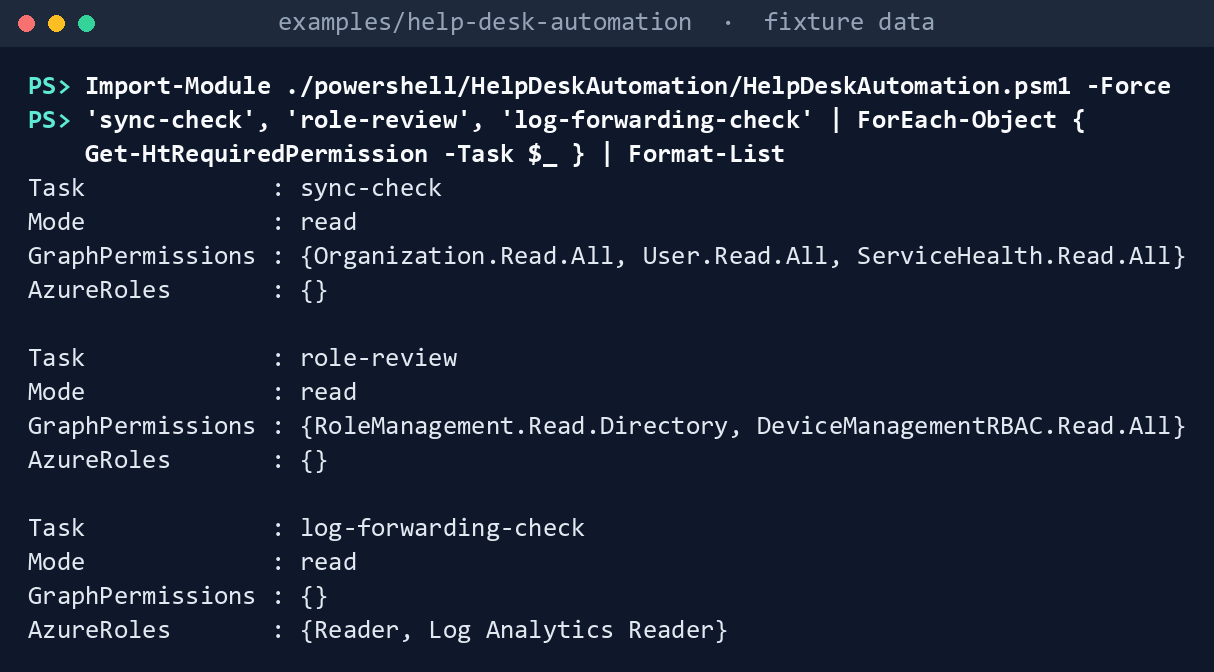 examples/help-desk-automation · fixture data
PS> Import-Module ./powershell/HelpDeskAutomation/HelpDeskAutomation.psm1 -Force
PS> 'sync-check', 'role-review', 'log-forwarding-check' | ForEach-Object {
    Get-HtRequiredPermission -Task $_ } | Format-List
Task             : sync-check
Mode             : read
GraphPermissions : {Organization.Read.All, User.Read.All, ServiceHealth.Read.All}
AzureRoles       : {}

Task             : role-review
Mode             : read
GraphPermissions : {RoleManagement.Read.Directory, DeviceManagementRBAC.Read.All}
AzureRoles       : {}

Task             : log-forwarding-check
Mode             : read
GraphPermissions : {}
AzureRoles       : {Reader, Log Analytics Reader}